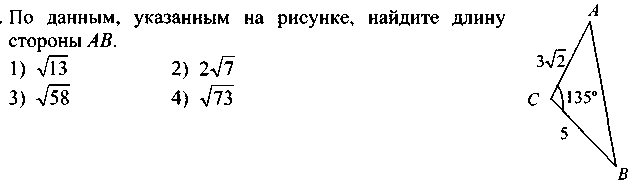 . По данным, указанным на рисунке, найдите длину
стороны AB.
1) √13 2) 2√7
3) √58 4) √73
A
3√2
C 135°
5
B